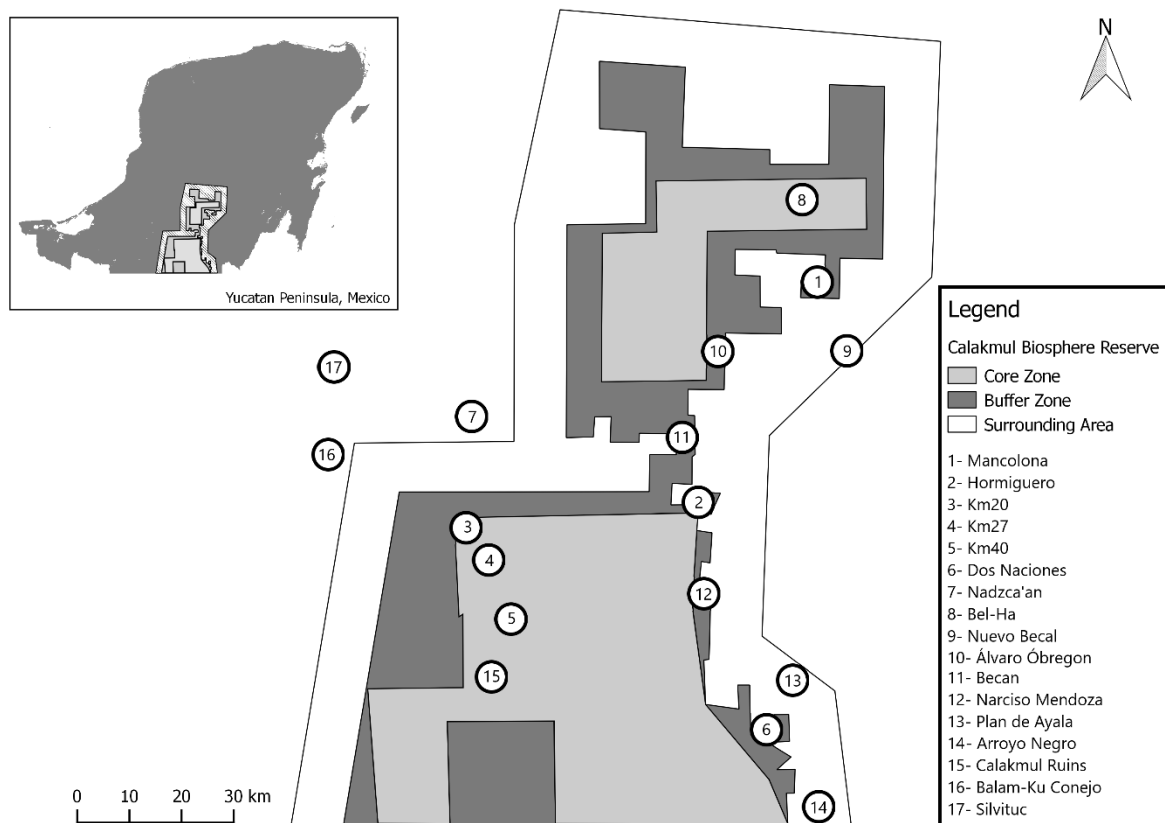 Yucatan Peninsula, Mexico
N
8
1
10
9
17
7
11
16
2
3
4
12
5
15
13
6
14
0 10 20 30 km
Legend
Calakmul Biosphere Reserve
Core Zone
Buffer Zone
Surrounding Area
1- Mancolona
2- Hormiguero
3- Km20
4- Km27
5- Km40
6- Dos Naciones
7- Nadzca'an
8- Bel-Ha
9- Nuevo Becal
10- Álvaro Óbregon
11- Becan
12- Narciso Mendoza
13- Plan de Ayala
14- Arroyo Negro
15- Calakmul Ruins
16- Balam-Ku Conejo
17- Silvituc